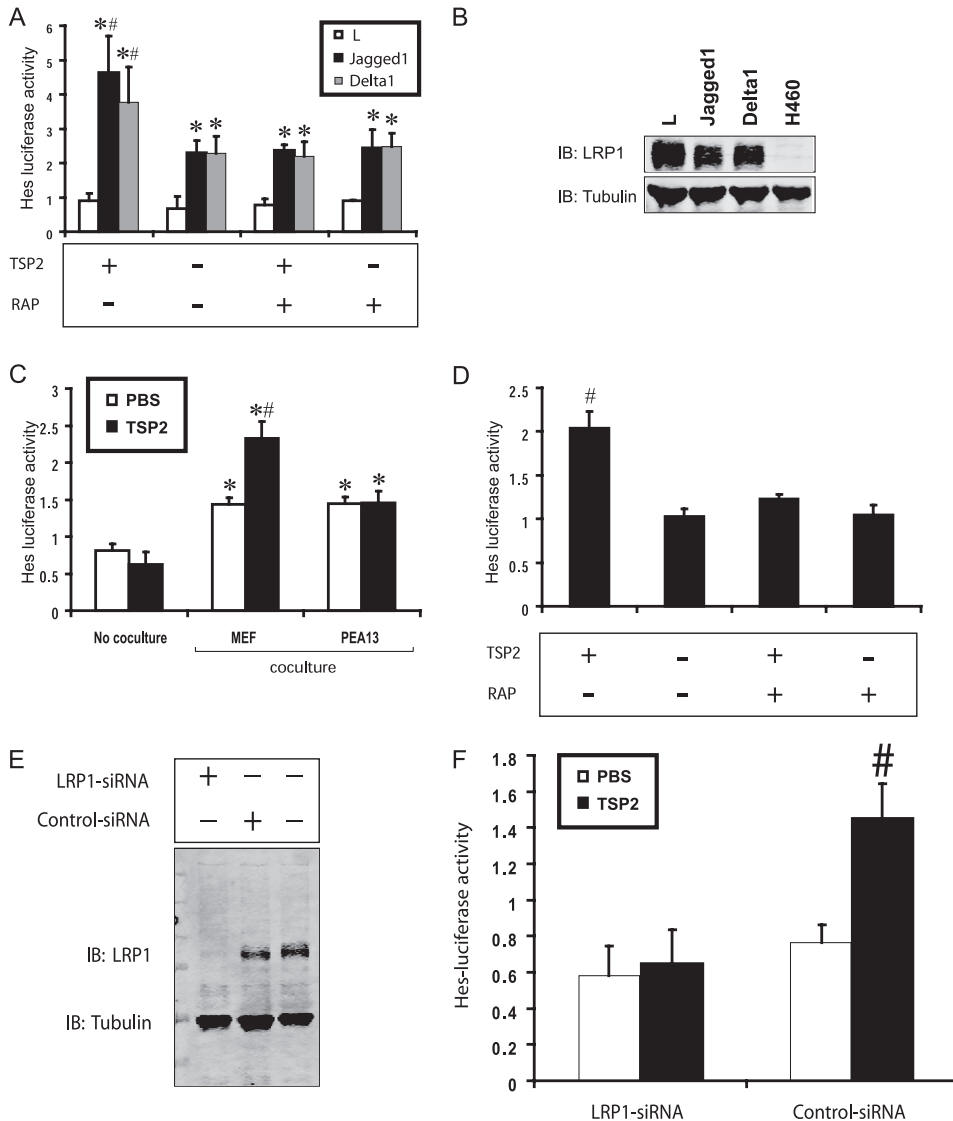 A
Hes luciferase activity
6
5
4
3
2
1
0
*# *# * * * * * *
L
Jagged1
Delta1
TSP2 + - + -
RAP - - + +
B
L Jagged1 Delta1 H460
IB: LRP1
IB: Tubulin
C
Hes luciferase activity
3
2.5
2
1.5
1
0.5
0
PBS
TSP2
* *# * *
No coculture MEF PEA13
coculture
D
Hes luciferase activity
2.5
2
1.5
1
0.5
0
#
TSP2 + - + -
RAP - - + +
E
LRP1-siRNA + - -
Control-siRNA - + -
IB: LRP1
IB: Tubulin
F
Hes-luciferase activity
1.8
1.6
1.4
1.2
1
0.8
0.6
0.4
0.2
0
PBS
TSP2
#
LRP1-siRNA Control-siRNA